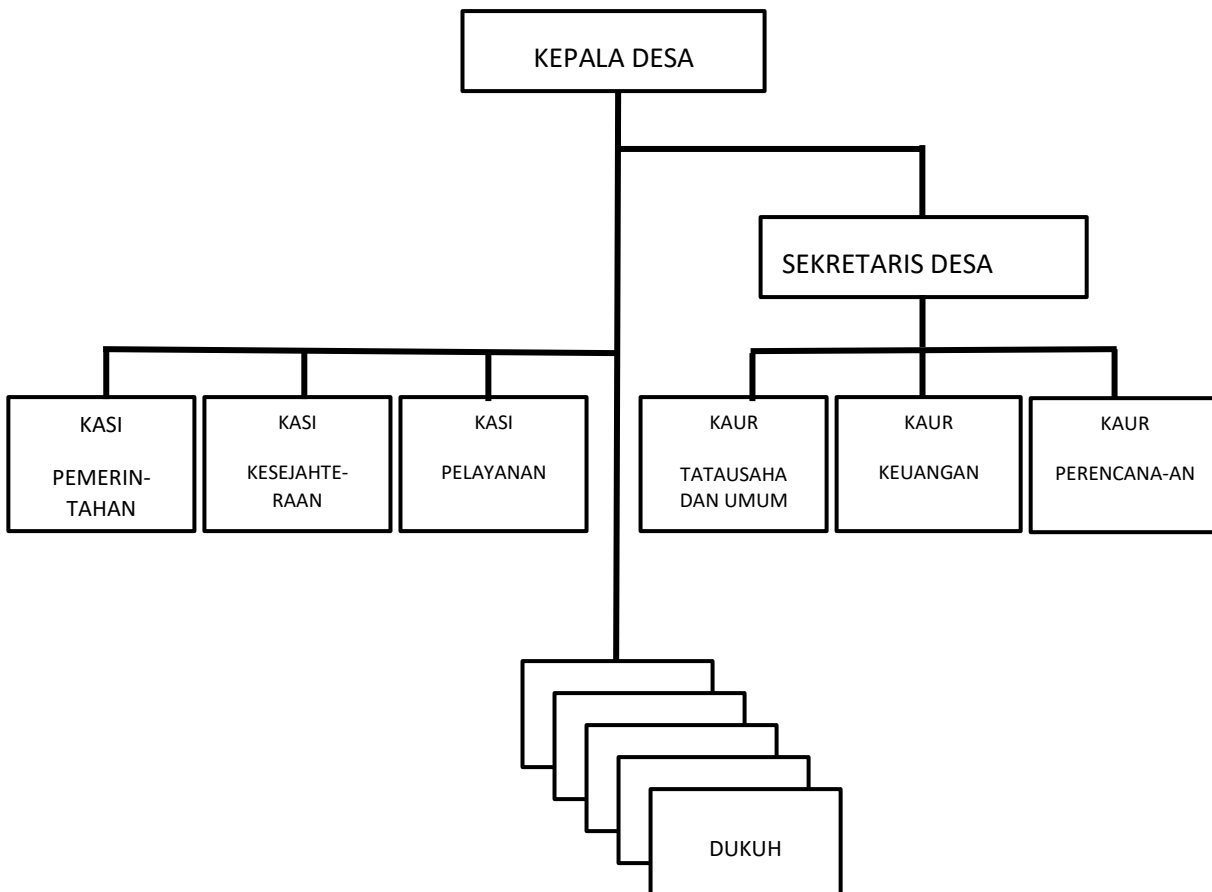 KEPALA DESA
SEKRETARIS DESA
KASI
PEMERIN-
TAHAN
KASI
KESEJAHTE-
RAAN
KASI
PELAYANAN
KAUR
TATAUSAHA
DAN UMUM
KAUR
KEUANGAN
KAUR
PERENCANA-AN
DUKUH